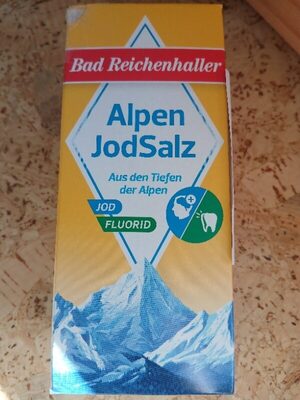 Bad Reichenhaller
Alpen
JodSalz
Aus den Tiefen
der Alpen
JOD
FLUORID